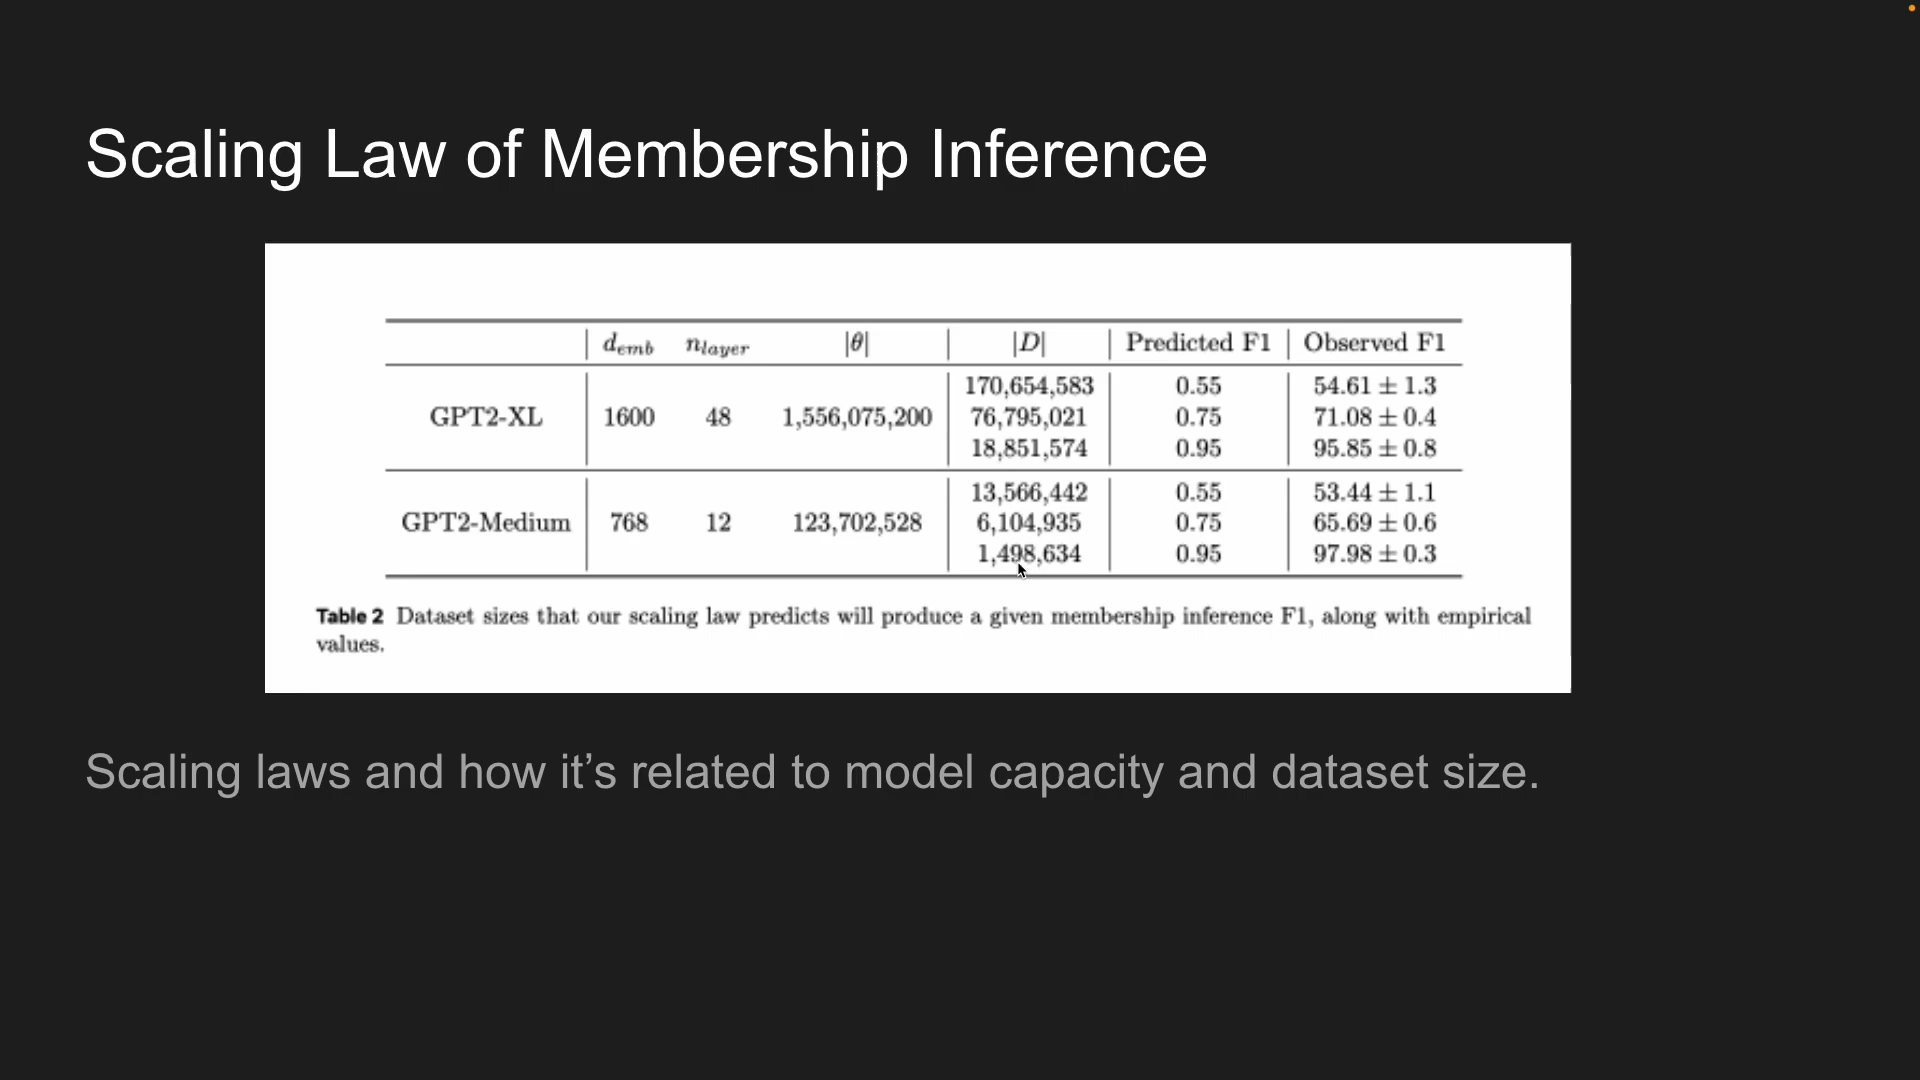 Scaling Law of Membership Inference
d_emb n_layer |θ| |D| Predicted F1 Observed F1
170,654,583 0.55 54.61 ± 1.3
GPT2-XL 1600 48 1,556,075,200 76,795,021 0.75 71.08 ± 0.4
18,851,574 0.95 95.85 ± 0.8
13,566,442 0.55 53.44 ± 1.1
GPT2-Medium 768 12 123,702,528 6,104,935 0.75 65.69 ± 0.6
1,498,634 0.95 97.98 ± 0.3
Table 2 Dataset sizes that our scaling law predicts will produce a given membership inference F1, along with empirical
values.
Scaling laws and how it’s related to model capacity and dataset size.